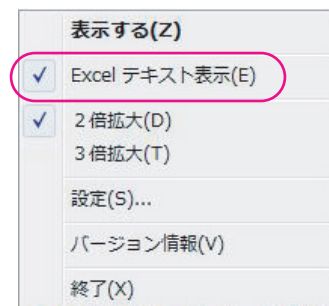 表示する(Z)
Excel テキスト表示(E)
2倍拡大(D)
3倍拡大(T)
設定(S)...
バージョン情報(V)
終了(X)